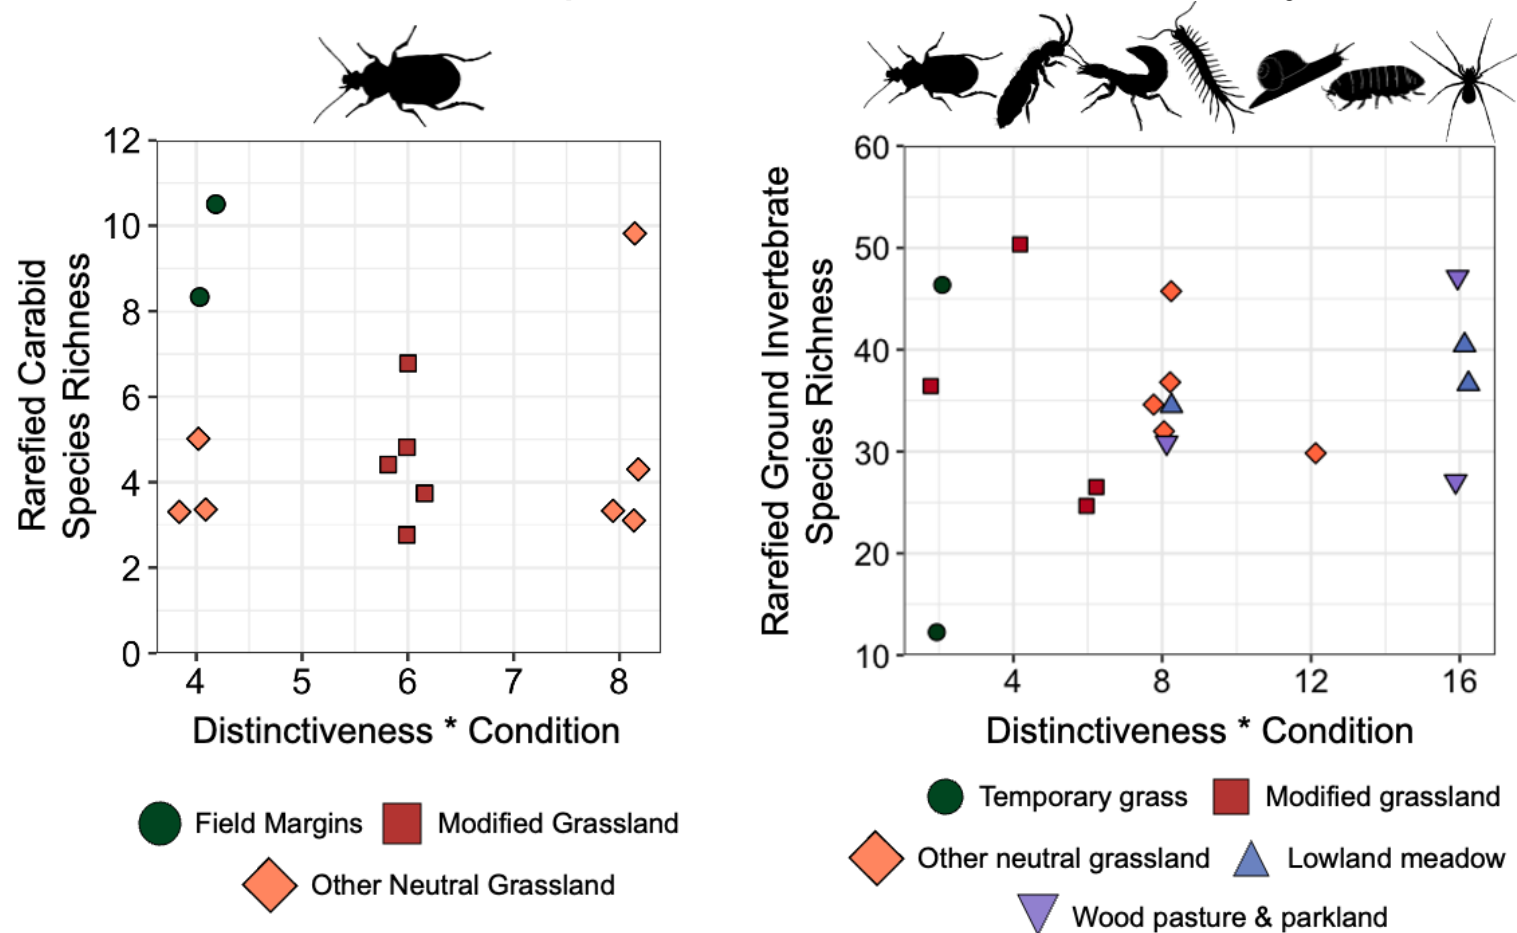 12
10
8
6
4
2
0
Rarefied Carabid
Species Richness
4 5 6 7 8
Distinctiveness * Condition
Field Margins Modified Grassland
Other Neutral Grassland
60
50
40
30
20
10
Rarefied Ground Invertebrate
Species Richness
4 8 12 16
Distinctiveness * Condition
Temporary grass Modified grassland
Other neutral grassland Lowland meadow
Wood pasture & parkland